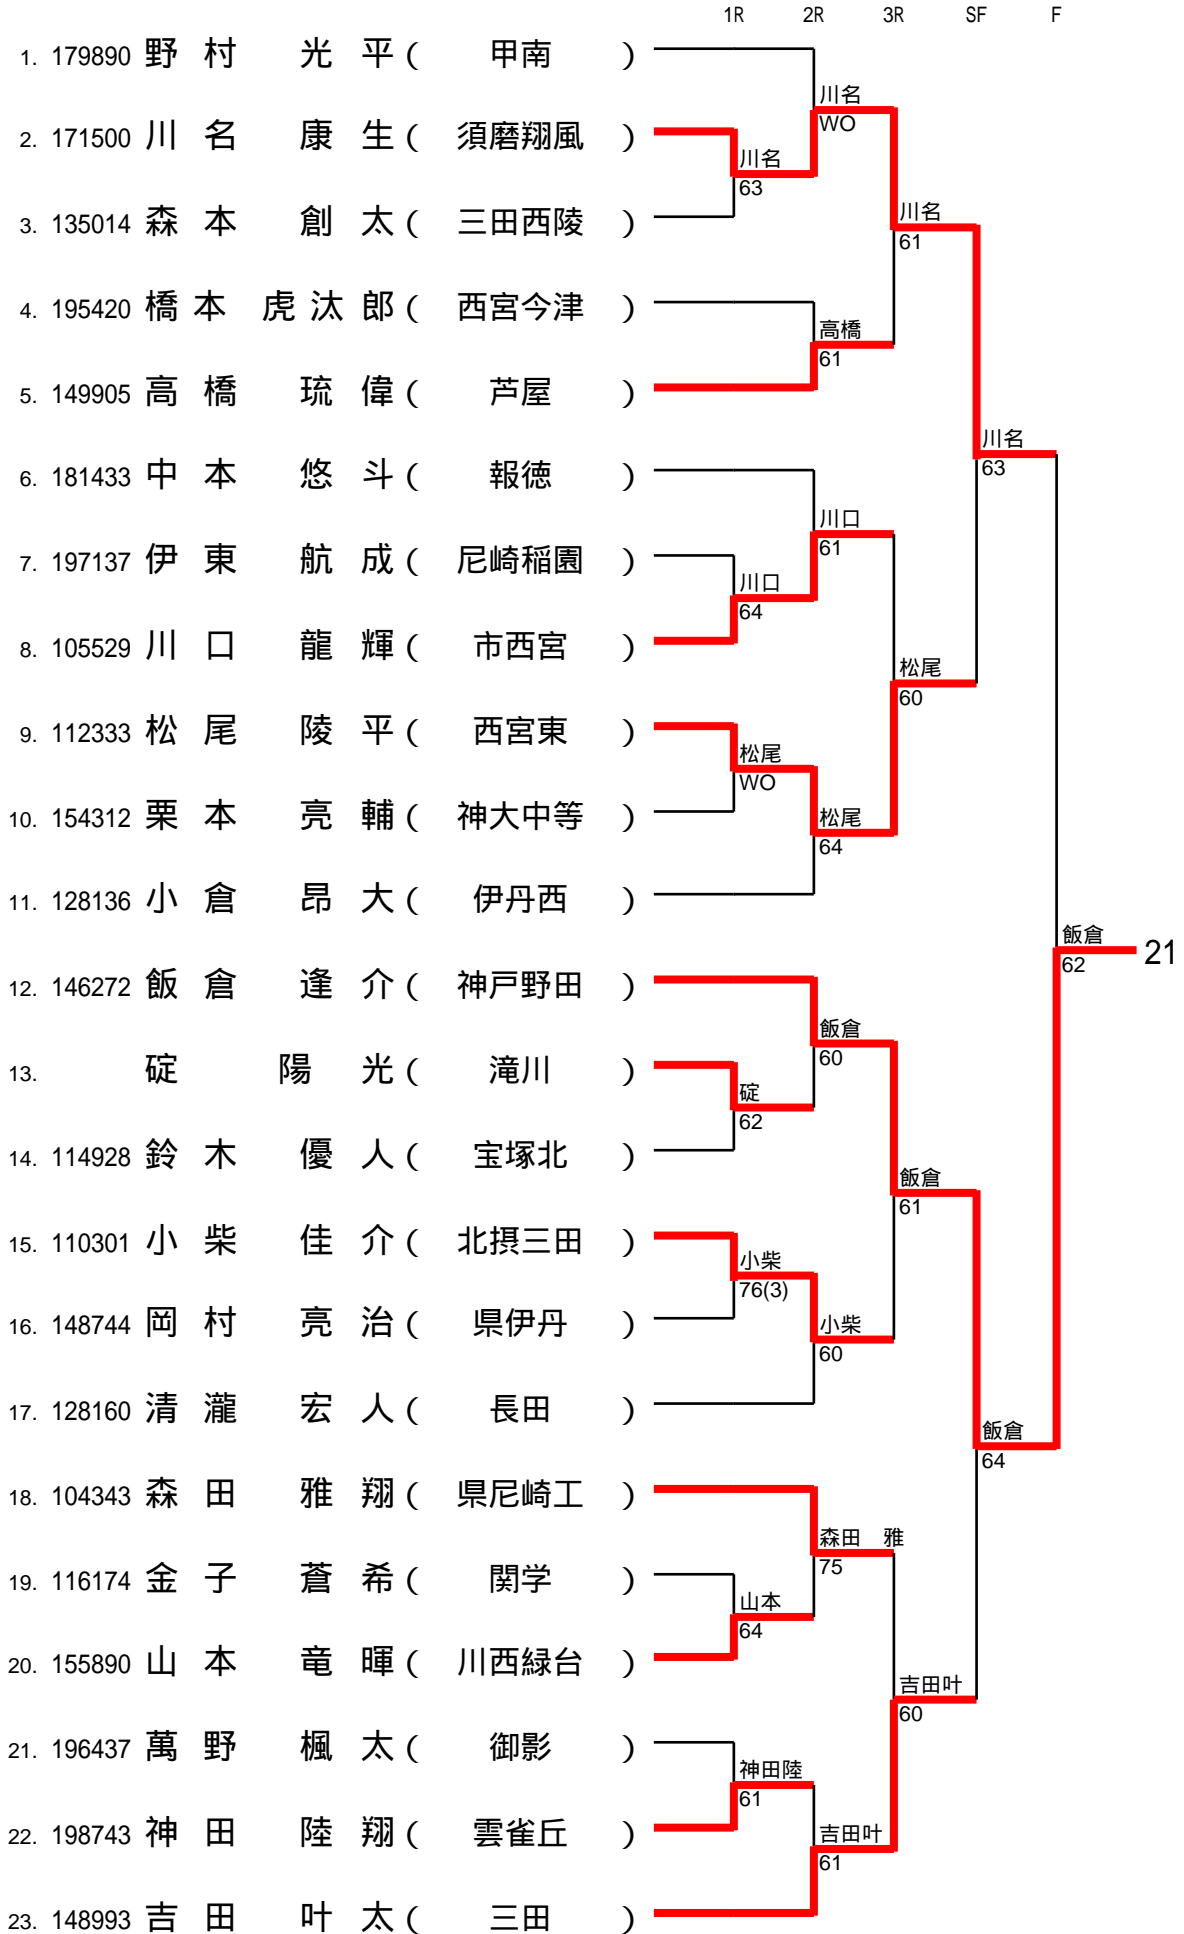 1R 2R 3R SF F
1. 179890 野村 光平 ( 甲南 )
川名
WO
2. 171500 川名 康生 ( 須磨翔風 )
川名
63
3. 135014 森本 創太 ( 三田西陵 )
川名
61
4. 195420 橋本 虎汰郎 ( 西宮今津 )
高橋
61
5. 149905 高橋 琉偉 ( 芦屋 )
川名
63
6. 181433 中本 悠斗 ( 報徳 )
川口
61
7. 197137 伊東 航成 ( 尼崎稲園 )
川口
64
8. 105529 川口 龍輝 ( 市西宮 )
松尾
60
9. 112333 松尾 陵平 ( 西宮東 )
松尾
WO
10. 154312 栗本 亮輔 ( 神大中等 )
松尾
64
11. 128136 小倉 昂大 ( 伊丹西 )
飯倉
62
21
12. 146272 飯倉 逢介 ( 神戸野田 )
飯倉
60
13. 碇 陽光 ( 滝川 )
碇
62
14. 114928 鈴木 優人 ( 宝塚北 )
飯倉
61
15. 110301 小柴 佳介 ( 北摂三田 )
小柴
76(3)
16. 148744 岡村 亮治 ( 県伊丹 )
小柴
60
17. 128160 清瀧 宏人 ( 長田 )
飯倉
64
18. 104343 森田 雅翔 ( 県尼崎工 )
森田 雅
75
19. 116174 金子 蒼希 ( 関学 )
山本
64
20. 155890 山本 竜暉 ( 川西緑台 )
吉田叶
60
21. 196437 萬野 楓太 ( 御影 )
神田陸
61
22. 198743 神田 陸翔 ( 雲雀丘 )
吉田叶
61
23. 148993 吉田 叶太 ( 三田 )